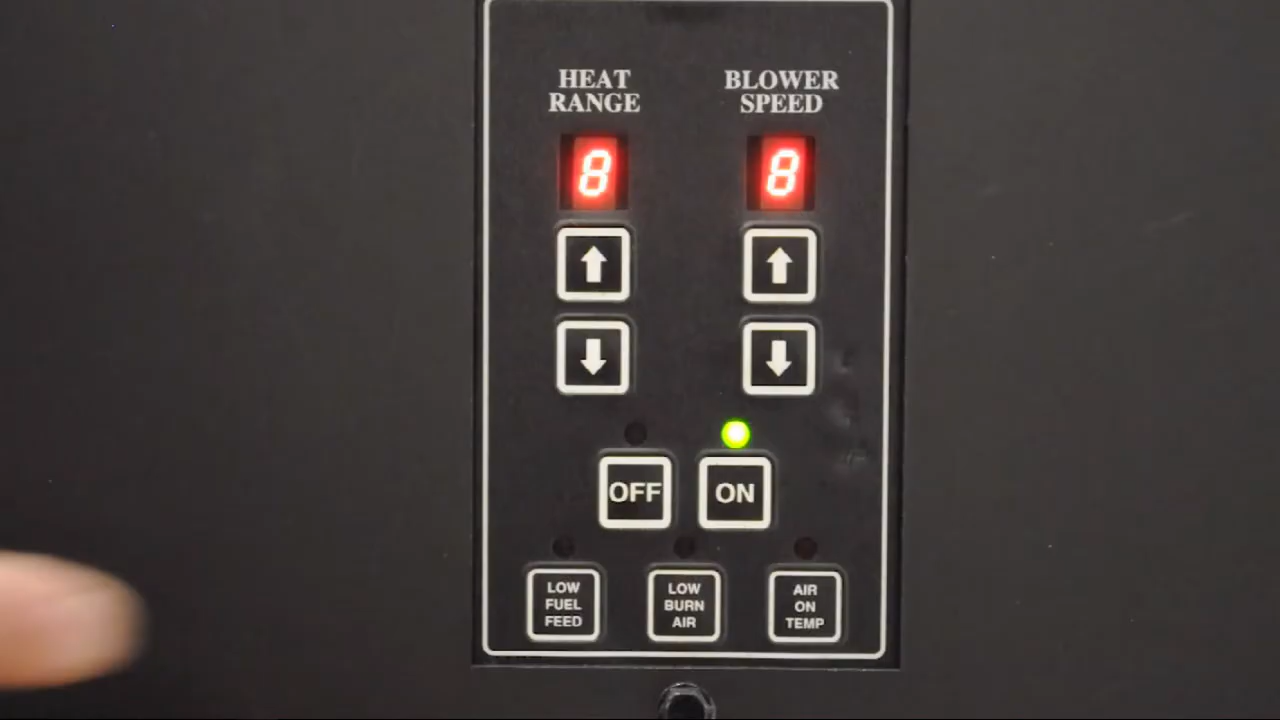 HEAT
RANGE
BLOWER
SPEED
8
8
OFF
ON
LOW
FUEL
FEED
LOW
BURN
AIR
AIR
ON
TEMP